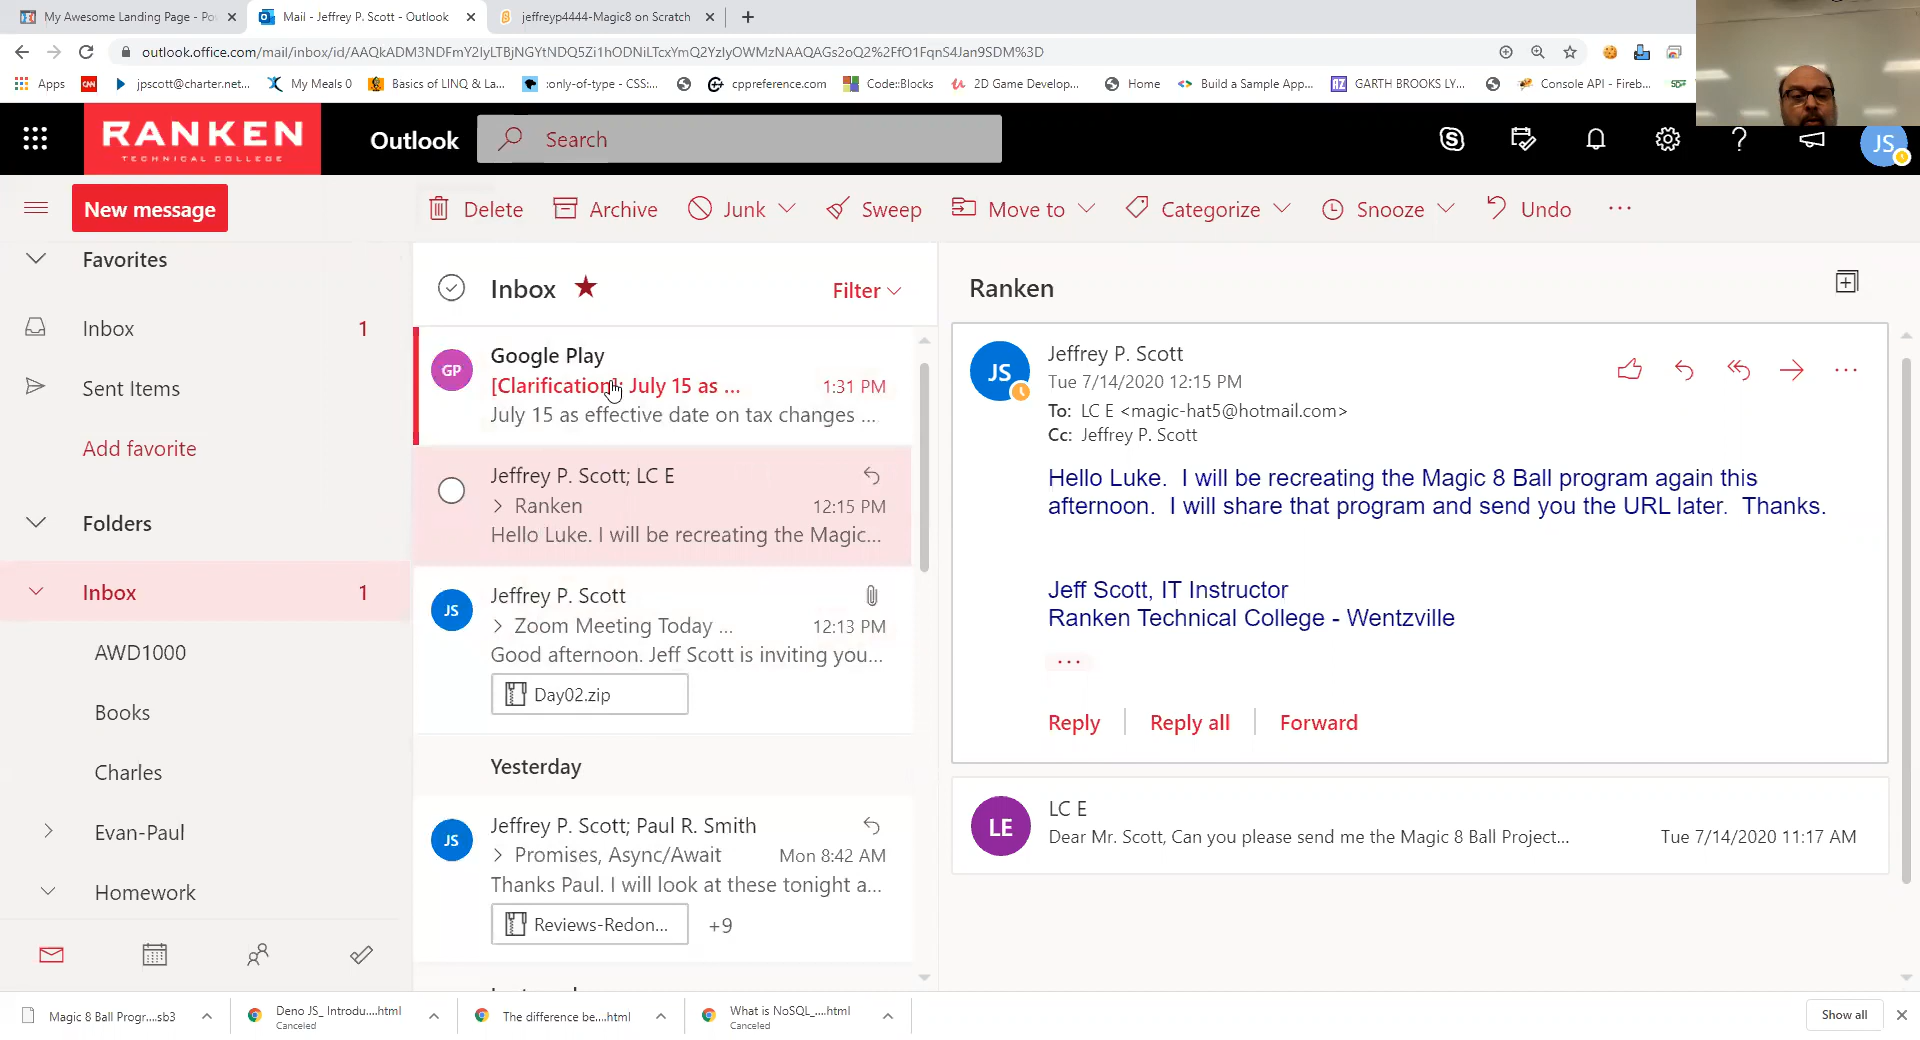 My Awesome Landing Page - Po
Mail - Jeffrey P. Scott - Outlook
jeffreyp4444-Magic8 on Scratch
outlook.office.com/mail/inbox/id/AAQkADM3NDFmY2IyLTBjNGYtNDQ5Zi1hODNiLTcxYmQ2YzIyOWMzNAAQAGs2oQ2%2FfO1FqnS4Jan9SDM%3D
Apps
CNN
jpscott@charter.net...
My Meals 0
Basics of LINQ & La...
:only-of-type - CSS:...
cppreference.com
Code::Blocks
2D Game Develop...
Home
Build a Sample App...
AZ
GARTH BROOKS LY...
Console API - Fireb...
RANKEN
TECHNICAL COLLEGE
Outlook
Search
JS
New message
Delete
Archive
Junk
Sweep
Move to
Categorize
Snooze
Undo
Favorites
Inbox 1
Sent Items
Add favorite
Folders
Inbox 1
AWD1000
Books
Charles
Evan-Paul
Homework
Inbox
Filter
GP
Google Play
[Clarification]: July 15 as ... 1:31 PM
July 15 as effective date on tax changes ...
Jeffrey P. Scott; LC E
> Ranken 12:15 PM
Hello Luke. I will be recreating the Magic...
JS
Jeffrey P. Scott
> Zoom Meeting Today ... 12:13 PM
Good afternoon. Jeff Scott is inviting you...
Day02.zip
Yesterday
JS
Jeffrey P. Scott; Paul R. Smith
> Promises, Async/Await Mon 8:42 AM
Thanks Paul. I will look at these tonight a...
Reviews-Redon... +9
Ranken
JS
Jeffrey P. Scott
Tue 7/14/2020 12:15 PM
To: LC E <magic-hat5@hotmail.com>
Cc: Jeffrey P. Scott
Hello Luke. I will be recreating the Magic 8 Ball program again this
afternoon. I will share that program and send you the URL later. Thanks.
Jeff Scott, IT Instructor
Ranken Technical College - Wentzville
...
Reply
Reply all
Forward
LE
LC E
Dear Mr. Scott, Can you please send me the Magic 8 Ball Project... Tue 7/14/2020 11:17 AM
Magic 8 Ball Progr....sb3
Deno JS_ Introdu....html
Canceled
The difference be....html
What is NoSQL_....html
Canceled
Show all